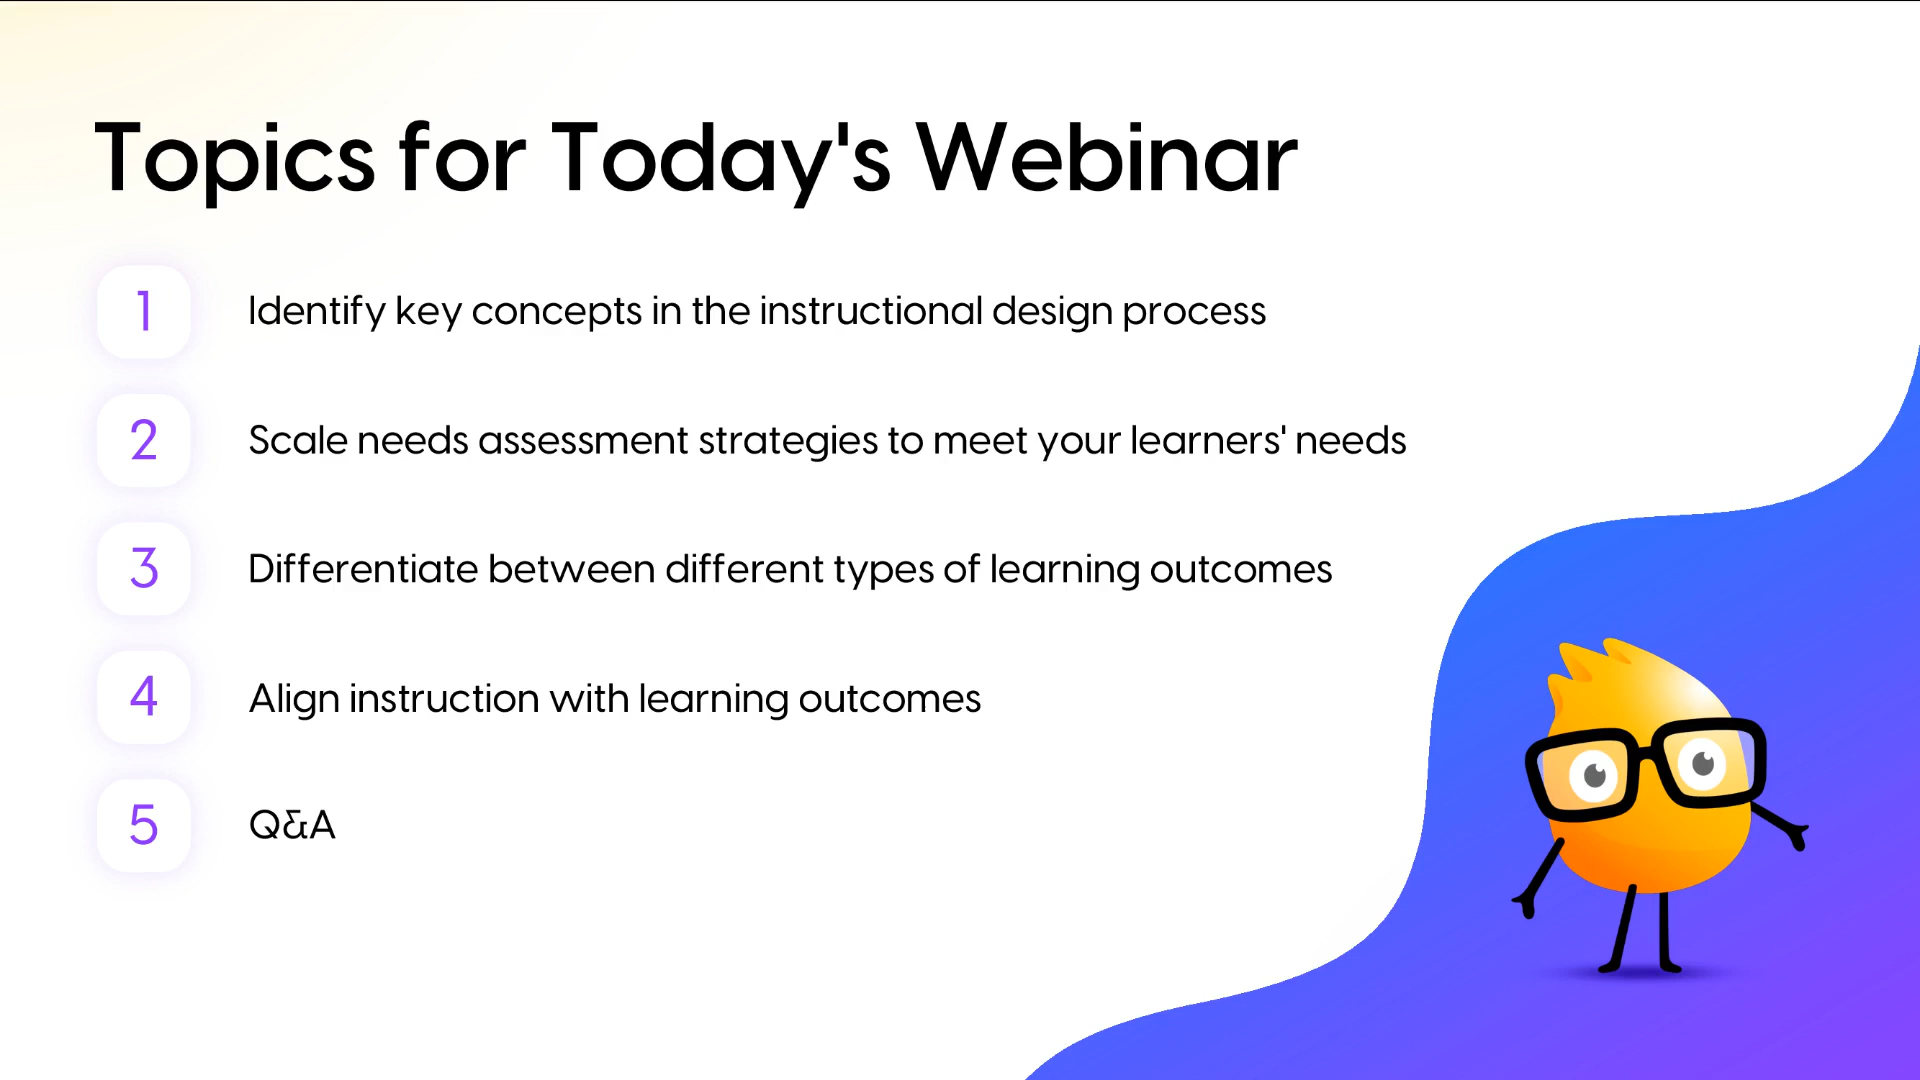 Topics for Today's Webinar
1 Identify key concepts in the instructional design process
2 Scale needs assessment strategies to meet your learners' needs
3 Differentiate between different types of learning outcomes
4 Align instruction with learning outcomes
5 Q&A